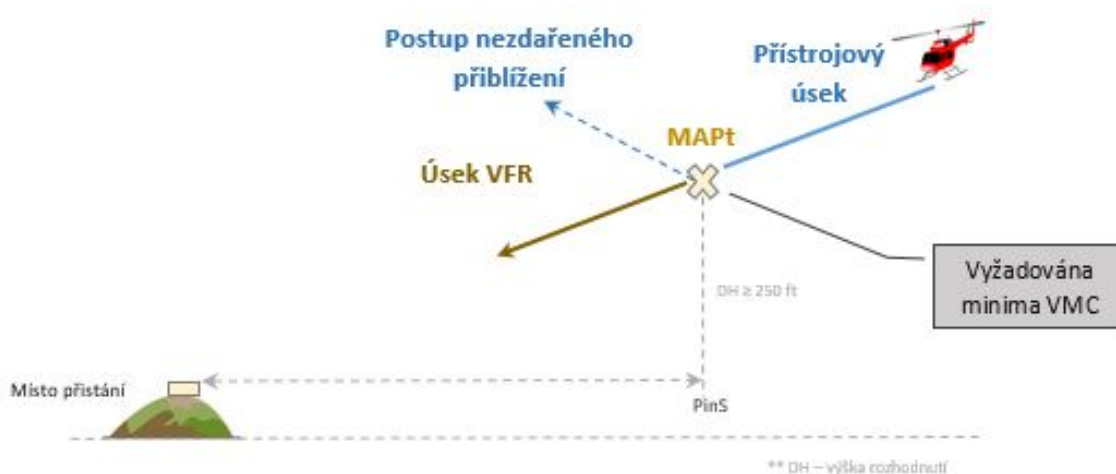 Postup nezdařeného
přiblížení
Přístrojový
úsek
MAPt
Úsek VFR
Vyžadována
minima VMC
DH ≥ 250 ft
Místo přistání
PinS
** DH – výška rozhodnutí